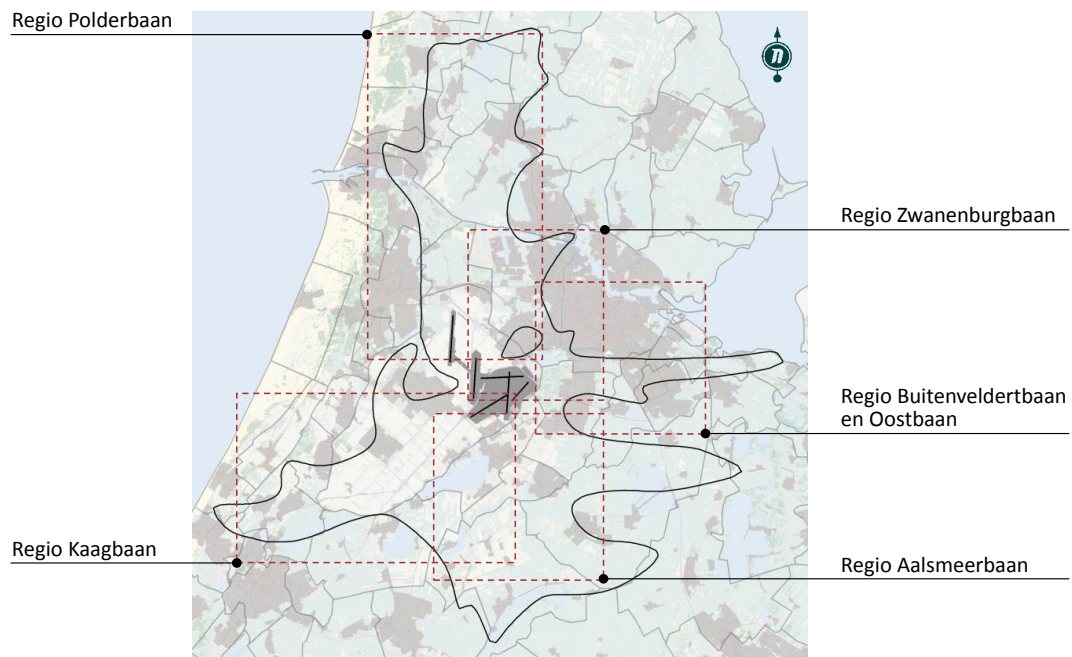 Regio Polderbaan
n
Regio Zwanenburgbaan
Regio Buitenveldertbaan
en Oostbaan
Regio Kaagbaan
Regio Aalsmeerbaan